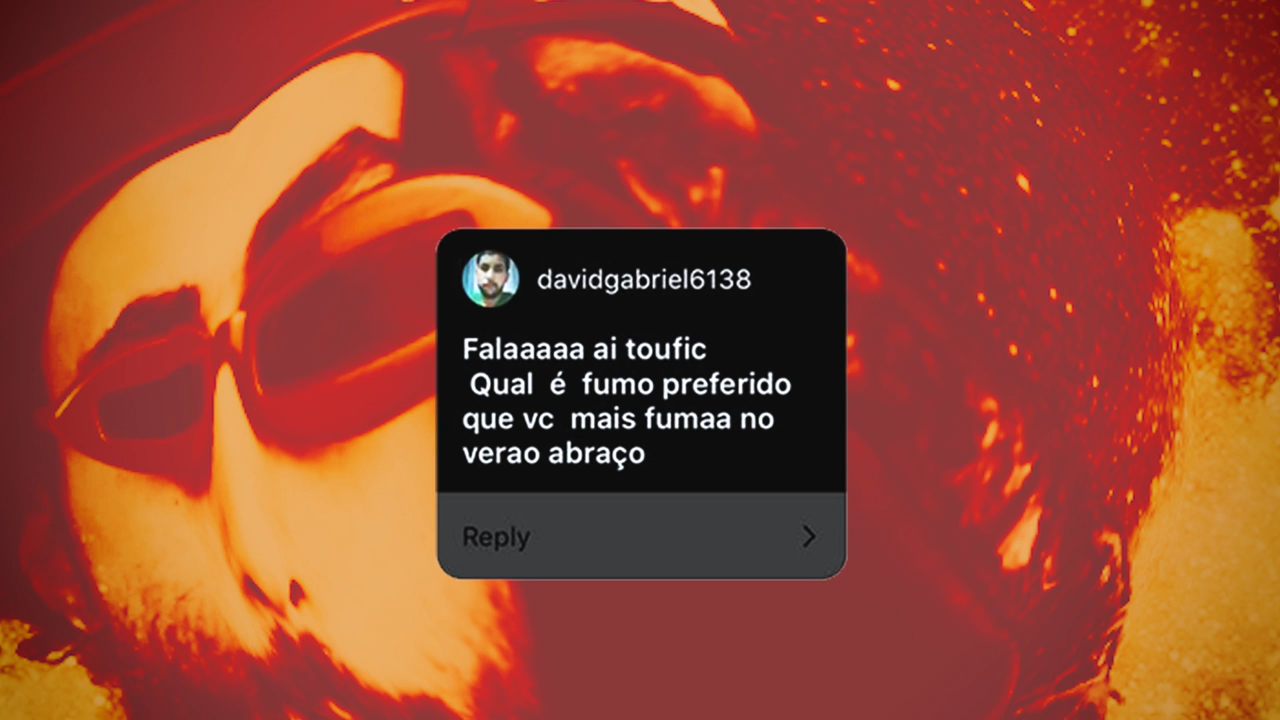 davidgabriel6138
Falaaaaa ai toufic
Qual é fumo preferido
que vc mais fumaa no
verao abraço
Reply